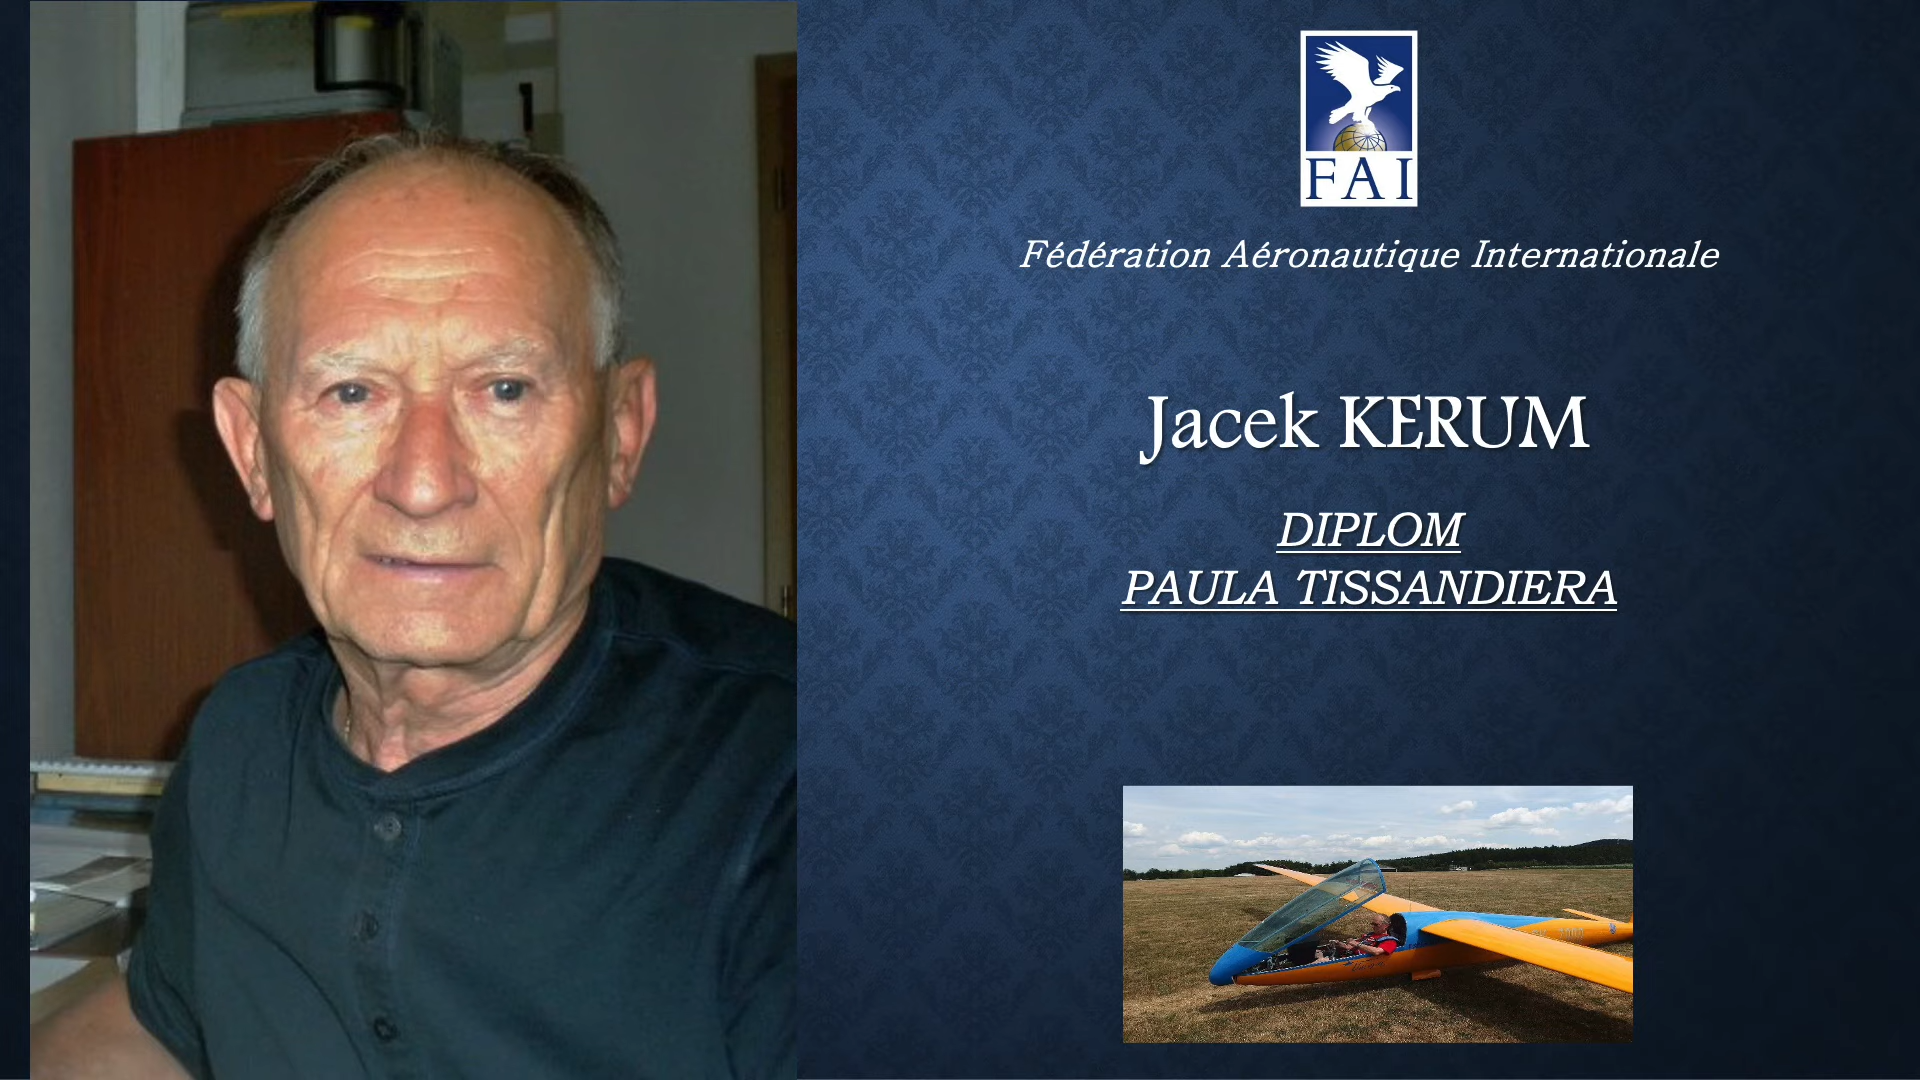 FAI
Fédération Aéronautique Internationale
Jacek KERUM
DIPLOM
PAULA TISSANDIERA